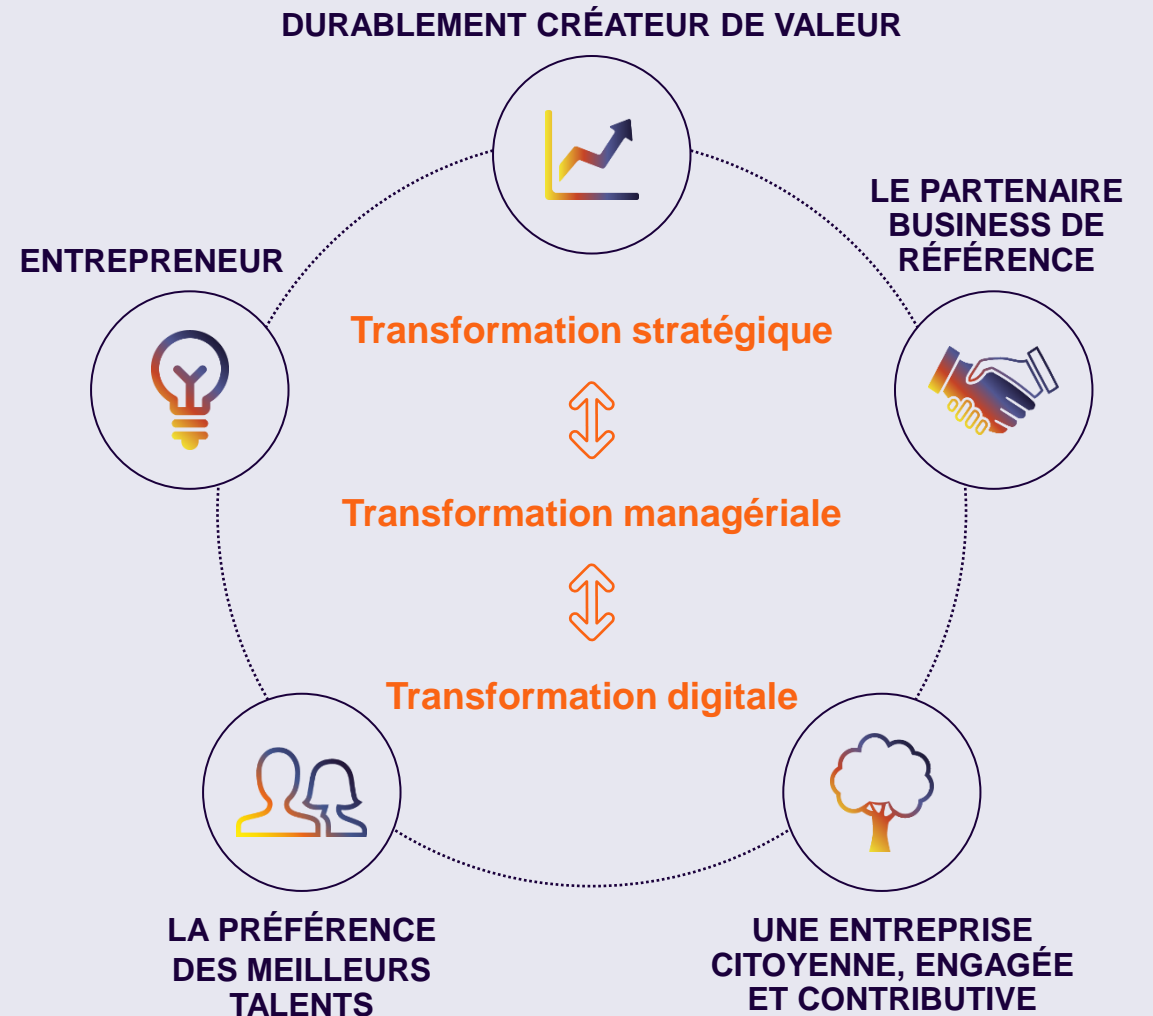 DURABLEMENT CRÉATEUR DE VALEUR
LE PARTENAIRE
BUSINESS DE
RÉFÉRENCE
ENTREPRENEUR
Transformation stratégique
Transformation managériale
Transformation digitale
LA PRÉFÉRENCE
DES MEILLEURS
TALENTS
UNE ENTREPRISE
CITOYENNE, ENGAGÉE
ET CONTRIBUTIVE